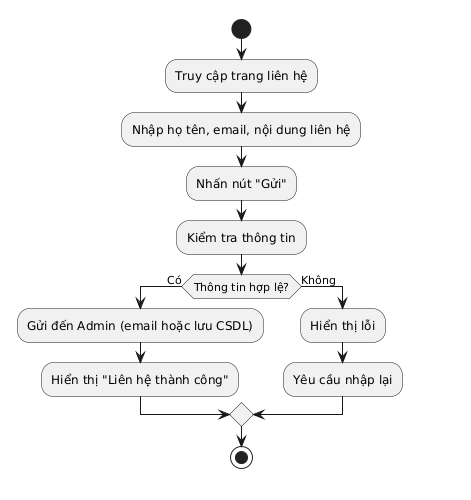 Truy cập trang liên hệ
Nhập họ tên, email, nội dung liên hệ
Nhấn nút "Gửi"
Kiểm tra thông tin
Thông tin hợp lệ?
Có
Không
Gửi đến Admin (email hoặc lưu CSDL)
Hiển thị lỗi
Hiển thị "Liên hệ thành công"
Yêu cầu nhập lại